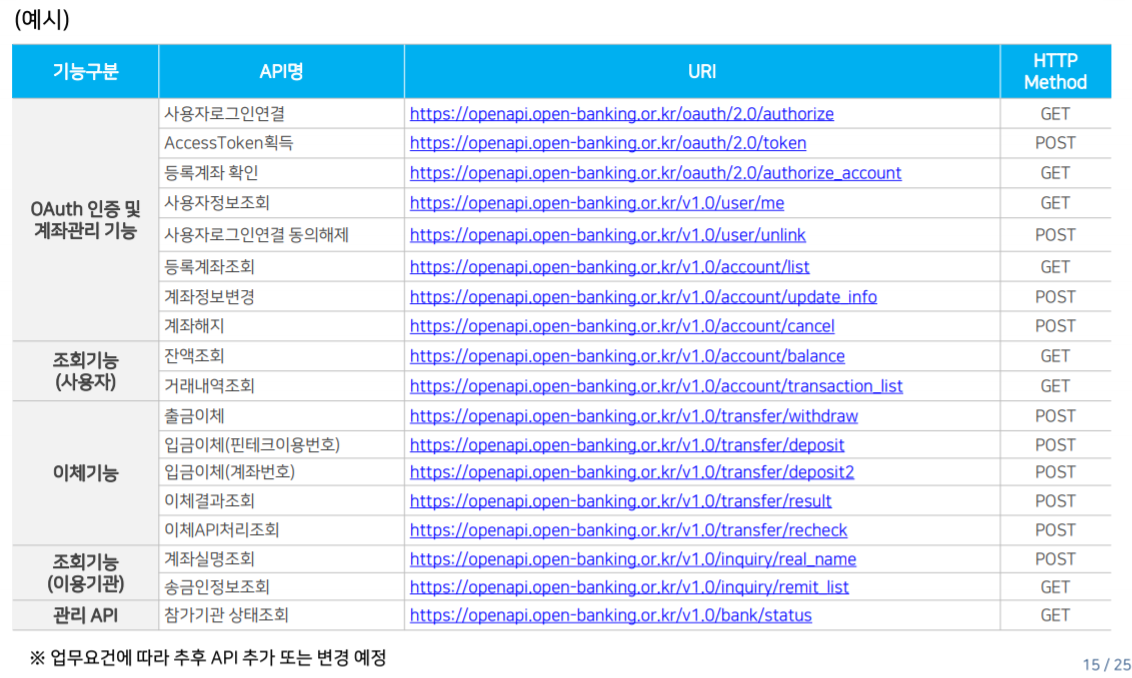 (예시)
기능구분 API명 URI HTTP Method
OAuth 인증 및 계좌관리 기능
사용자로그인연결 https://openapi.open-banking.or.kr/oauth/2.0/authorize GET
AccessToken획득 https://openapi.open-banking.or.kr/oauth/2.0/token POST
등록계좌 확인 https://openapi.open-banking.or.kr/oauth/2.0/authorize_account GET
사용자정보조회 https://openapi.open-banking.or.kr/v1.0/user/me GET
사용자로그인연결 동의해제 https://openapi.open-banking.or.kr/v1.0/user/unlink POST
등록계좌조회 https://openapi.open-banking.or.kr/v1.0/account/list GET
계좌정보변경 https://openapi.open-banking.or.kr/v1.0/account/update_info POST
계좌해지 https://openapi.open-banking.or.kr/v1.0/account/cancel POST
조회기능 (사용자)
잔액조회 https://openapi.open-banking.or.kr/v1.0/account/balance GET
거래내역조회 https://openapi.open-banking.or.kr/v1.0/account/transaction_list GET
이체기능
출금이체 https://openapi.open-banking.or.kr/v1.0/transfer/withdraw POST
입금이체(핀테크이용번호) https://openapi.open-banking.or.kr/v1.0/transfer/deposit POST
입금이체(계좌번호) https://openapi.open-banking.or.kr/v1.0/transfer/deposit2 POST
이체결과조회 https://openapi.open-banking.or.kr/v1.0/transfer/result POST
이체API처리조회 https://openapi.open-banking.or.kr/v1.0/transfer/recheck POST
조회기능 (이용기관)
계좌실명조회 https://openapi.open-banking.or.kr/v1.0/inquiry/real_name POST
송금인정보조회 https://openapi.open-banking.or.kr/v1.0/inquiry/remit_list GET
관리 API
참가기관 상태조회 https://openapi.open-banking.or.kr/v1.0/bank/status GET
※ 업무요건에 따라 추후 API 추가 또는 변경 예정
15 / 25